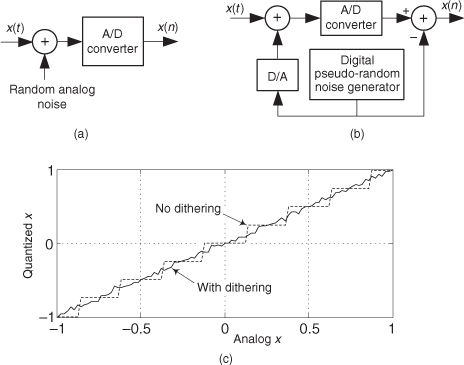 x(t)
+
A/D
converter
x(n)
Random analog
noise
(a)
x(t)
+
A/D
converter
+
+
x(n)
−
D/A
Digital
pseudo-random
noise generator
(b)
Quantized x
1
0
−1
No dithering
With dithering
−1
−0.5
0
0.5
1
Analog x
(c)